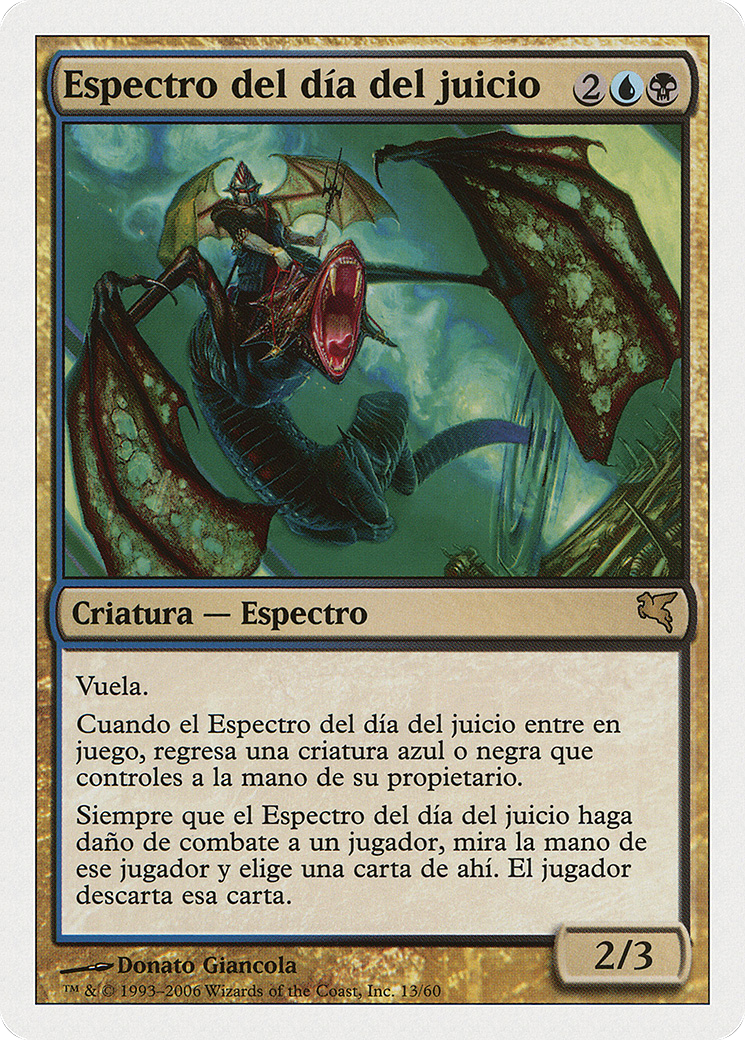 Espectro del día del juicio 2
Criatura — Espectro
Vuela.
Cuando el Espectro del día del juicio entre en
juego, regresa una criatura azul o negra que
controles a la mano de su propietario.
Siempre que el Espectro del día del juicio haga
daño de combate a un jugador, mira la mano de
ese jugador y elige una carta de ahí. El jugador
descarta esa carta.
2/3
Donato Giancola
™ & © 1993–2006 Wizards of the Coast, Inc. 13/60